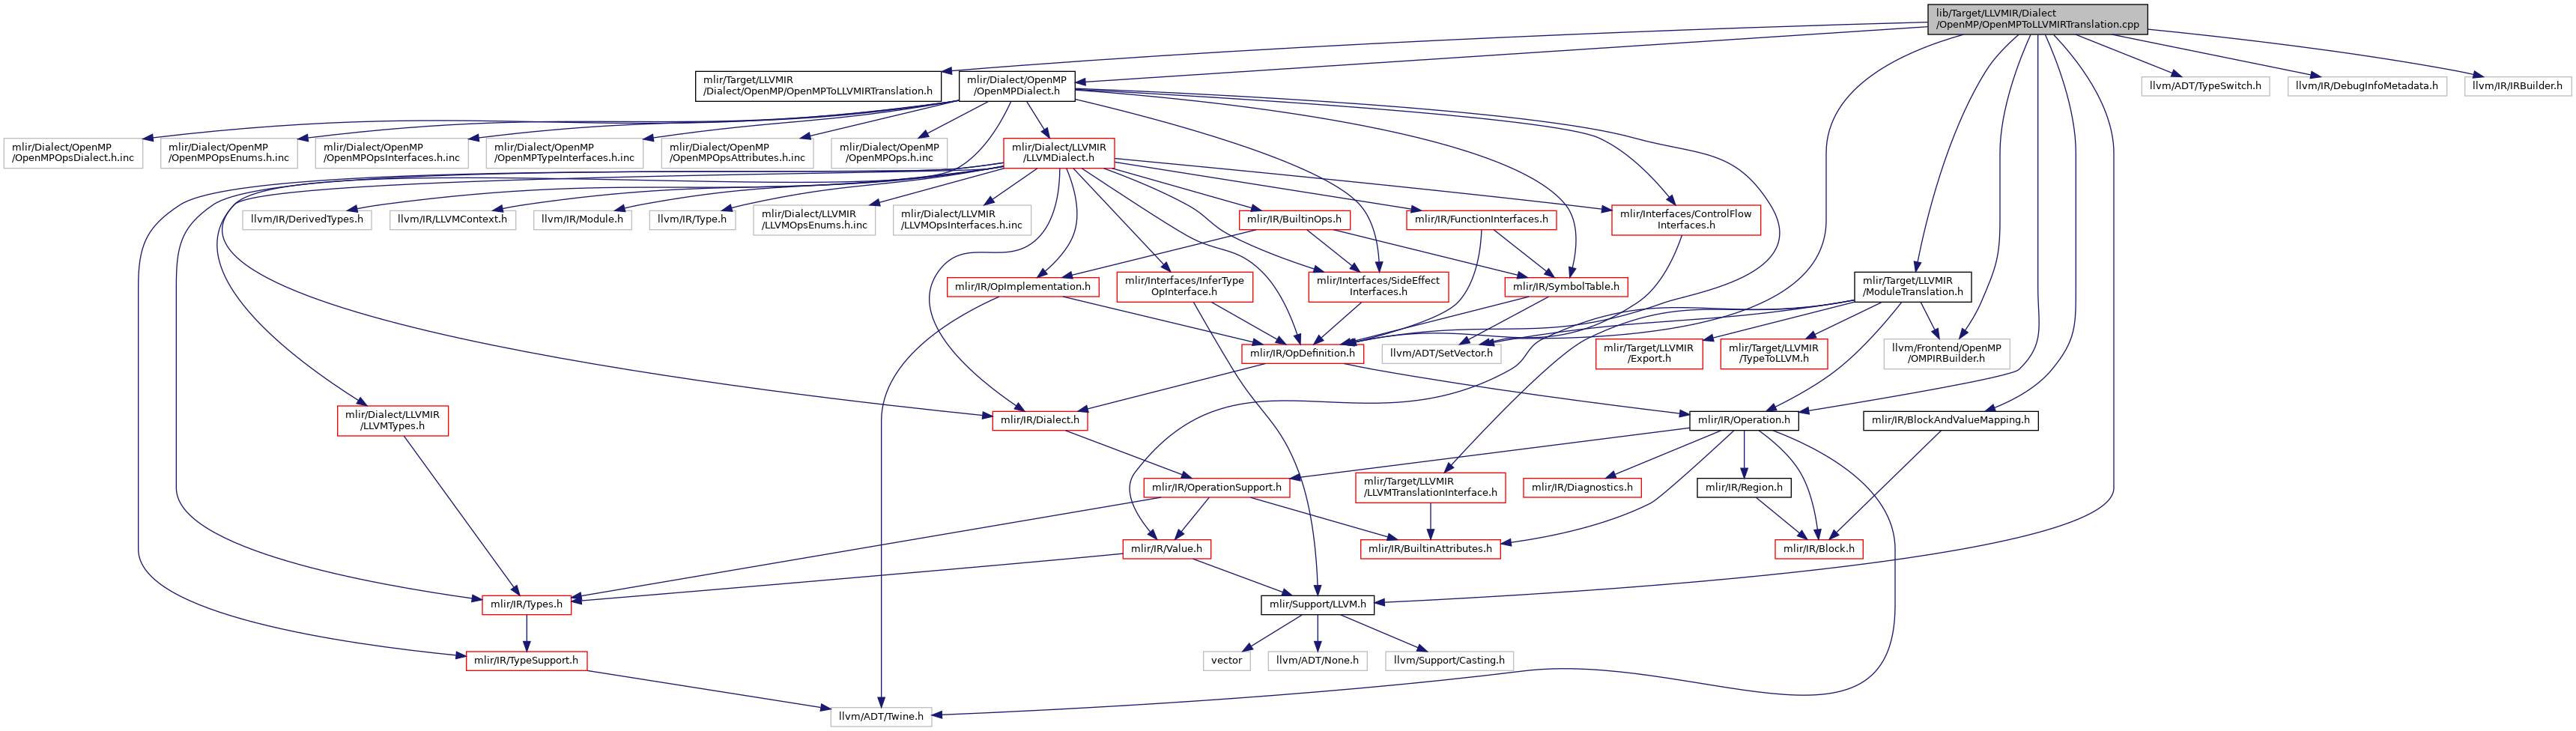 lib/Target/LLVMIR/Dialect
/OpenMP/OpenMPToLLVMIRTranslation.cpp
mlir/Target/LLVMIR
/Dialect/OpenMP/OpenMPToLLVMIRTranslation.h
mlir/Dialect/OpenMP
/OpenMPDialect.h
llvm/ADT/TypeSwitch.h
llvm/IR/DebugInfoMetadata.h
llvm/IR/IRBuilder.h
mlir/Dialect/OpenMP
/OpenMPOpsDialect.h.inc
mlir/Dialect/OpenMP
/OpenMPOpsEnums.h.inc
mlir/Dialect/OpenMP
/OpenMPOpsInterfaces.h.inc
mlir/Dialect/OpenMP
/OpenMPTypeInterfaces.h.inc
mlir/Dialect/OpenMP
/OpenMPOpsAttributes.h.inc
mlir/Dialect/OpenMP
/OpenMPOps.h.inc
mlir/Dialect/LLVMIR
/LLVMDialect.h
llvm/IR/DerivedTypes.h
llvm/IR/LLVMContext.h
llvm/IR/Module.h
llvm/IR/Type.h
mlir/Dialect/LLVMIR
/LLVMOpsEnums.h.inc
mlir/Dialect/LLVMIR
/LLVMOpsInterfaces.h.inc
mlir/IR/BuiltinOps.h
mlir/IR/FunctionInterfaces.h
mlir/Interfaces/ControlFlow
Interfaces.h
mlir/IR/OpImplementation.h
mlir/Interfaces/InferType
OpInterface.h
mlir/Interfaces/SideEffect
Interfaces.h
mlir/IR/SymbolTable.h
mlir/Target/LLVMIR
/ModuleTranslation.h
mlir/IR/OpDefinition.h
llvm/ADT/SetVector.h
mlir/Target/LLVMIR
/Export.h
mlir/Target/LLVMIR
/TypeToLLVM.h
llvm/Frontend/OpenMP
/OMPIRBuilder.h
mlir/Dialect/LLVMIR
/LLVMTypes.h
mlir/IR/Dialect.h
mlir/IR/Operation.h
mlir/IR/BlockAndValueMapping.h
mlir/IR/OperationSupport.h
mlir/Target/LLVMIR
/LLVMTranslationInterface.h
mlir/IR/Diagnostics.h
mlir/IR/Region.h
mlir/IR/Value.h
mlir/IR/BuiltinAttributes.h
mlir/IR/Block.h
mlir/IR/Types.h
mlir/Support/LLVM.h
mlir/IR/TypeSupport.h
vector
llvm/ADT/None.h
llvm/Support/Casting.h
llvm/ADT/Twine.h